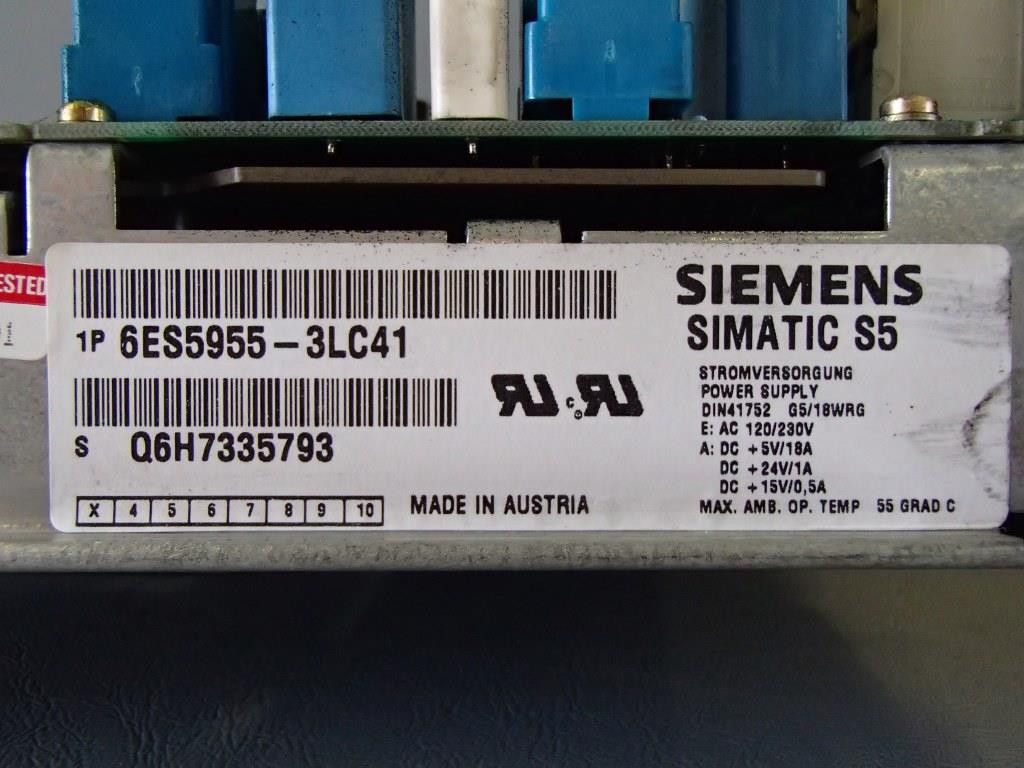 ESTED
1P 6ES5955-3LC41
S Q6H7335793
X 4 5 6 7 8 9 10
MADE IN AUSTRIA
SIEMENS
SIMATIC S5
STROMVERSORGUNG
POWER SUPPLY
DIN41752 G5/18WRG
E: AC 120/230V
A: DC +5V/18A
DC +24V/1A
DC +15V/0,5A
MAX. AMB. OP. TEMP 55 GRAD C